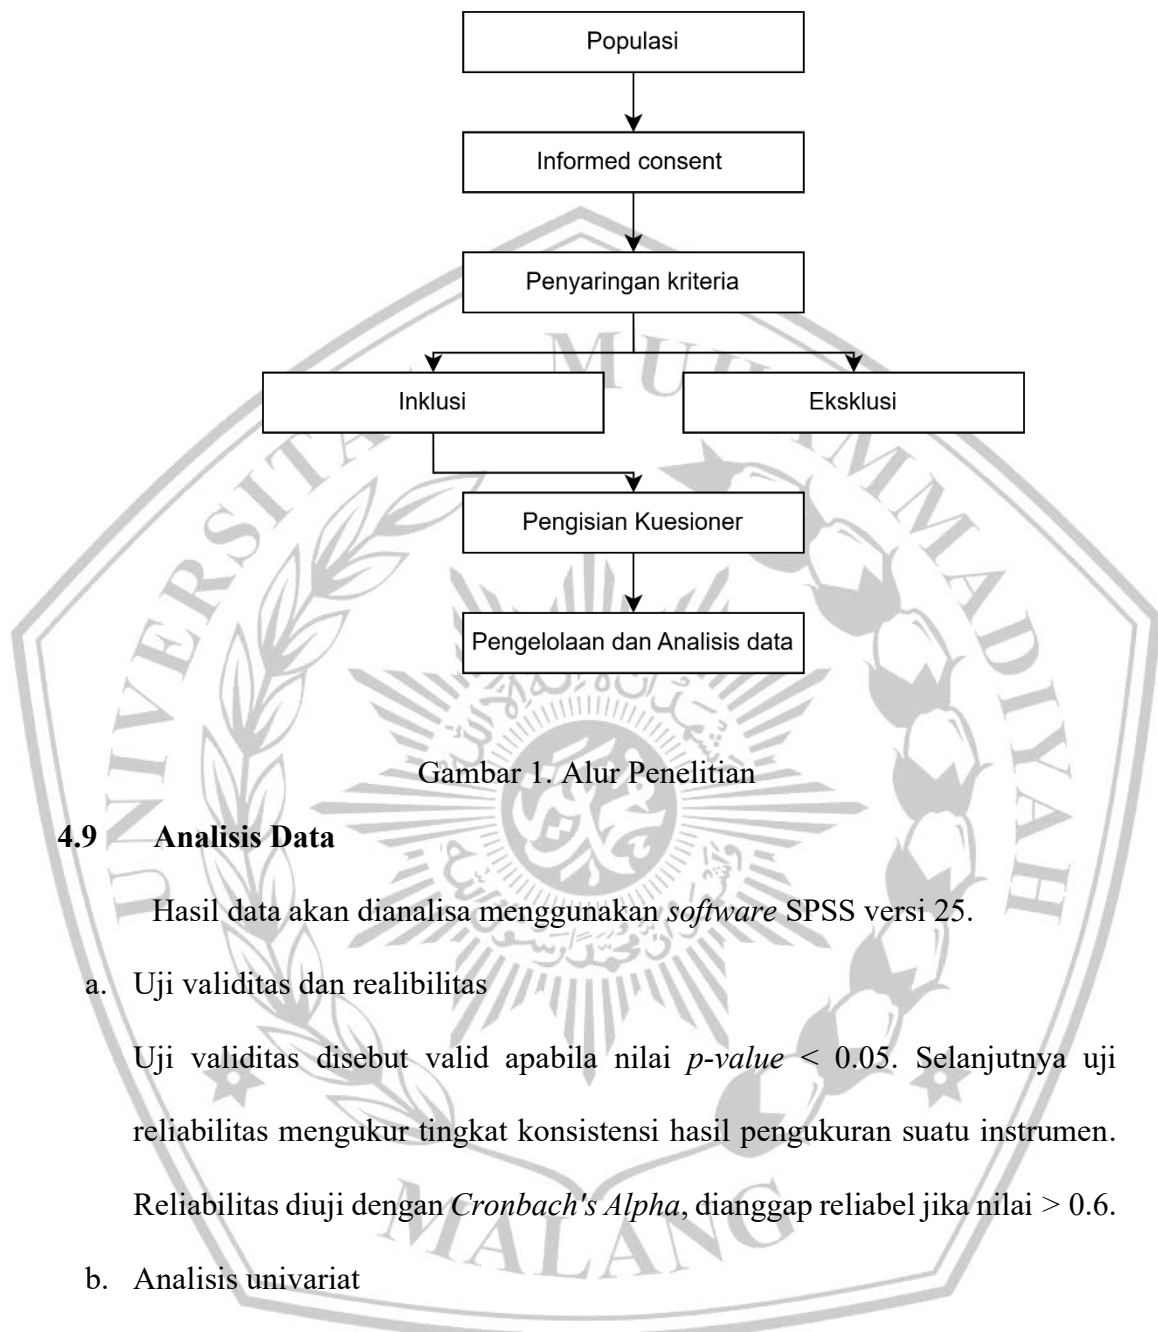 Populasi
Informed consent
Penyaringan kriteria
Inklusi
Eksklusi
Pengisian Kuesioner
Pengelolaan dan Analisis data
Gambar 1. Alur Penelitian
4.9 Analisis Data
Hasil data akan dianalisa menggunakan software SPSS versi 25.
a. Uji validitas dan realibilitas
Uji validitas disebut valid apabila nilai p-value < 0.05. Selanjutnya uji
reliabilitas mengukur tingkat konsistensi hasil pengukuran suatu instrumen.
Reliabilitas diuji dengan Cronbach's Alpha, dianggap reliabel jika nilai > 0.6.
b. Analisis univariat
UNIVERSITAS MUHAMMADIYAH
MALANG